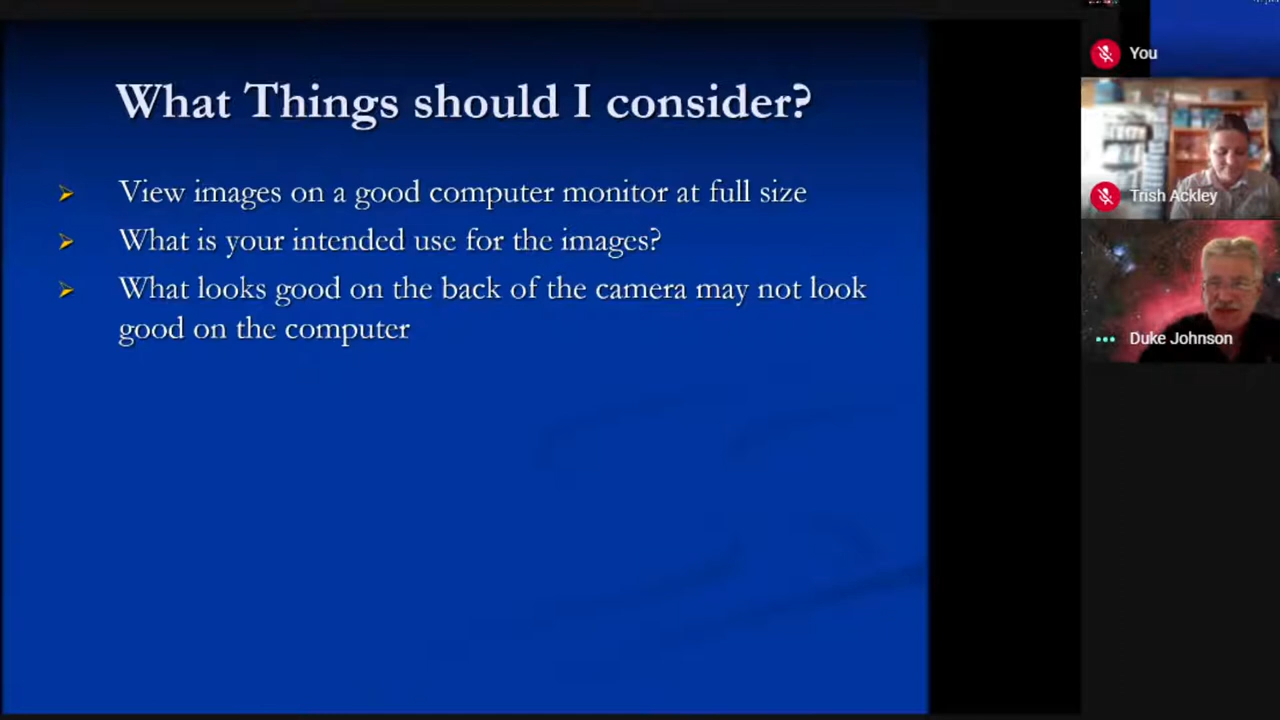 What Things should I consider?
View images on a good computer monitor at full size
What is your intended use for the images?
What looks good on the back of the camera may not look
good on the computer
You
Trish Ackley
Duke Johnson